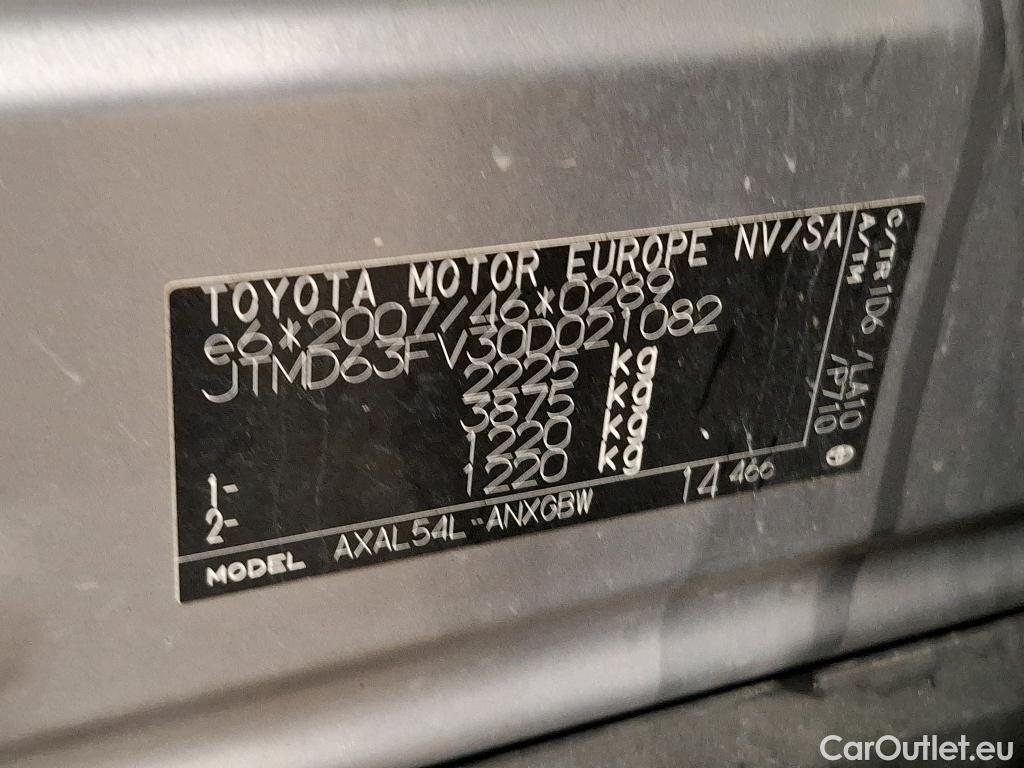 TOYOTA MOTOR EUROPE NV/SA
e6*2007/46*0289
JTMD63FV30D021082
2225 kg
3875 kg
1- 1220 kg
2- 1220 kg
MODEL AXAL54L-ANXGBW
14 466
C/TR 1D6 /LA10
A/TM /P710
CarOutlet.eu